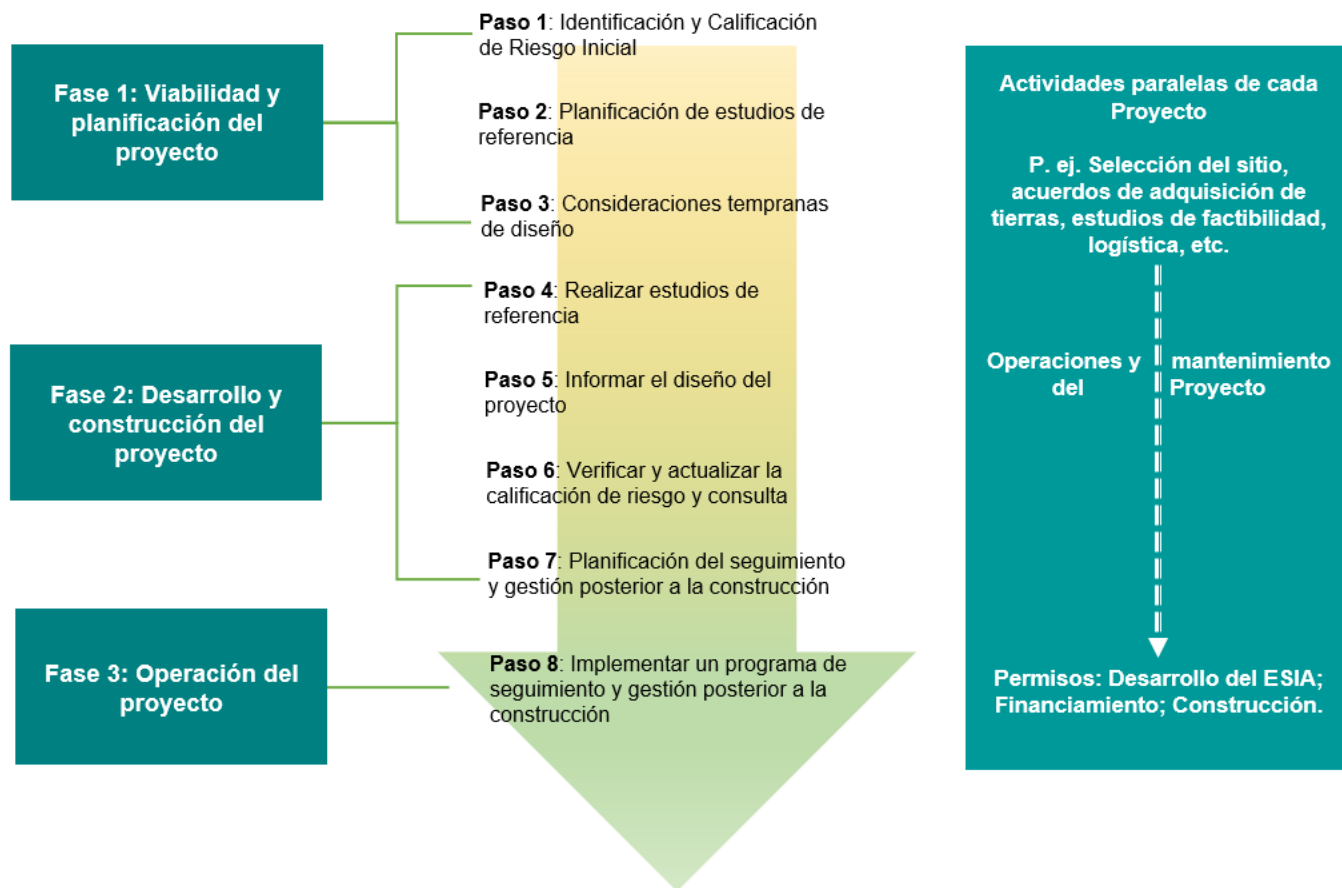 Fase 1: Viabilidad y
planificación del
proyecto
Paso 1: Identificación y Calificación
de Riesgo Inicial
Paso 2: Planificación de estudios de
referencia
Paso 3: Consideraciones tempranas
de diseño
Fase 2: Desarrollo y
construcción del
proyecto
Paso 4: Realizar estudios de
referencia
Paso 5: Informar el diseño del
proyecto
Paso 6: Verificar y actualizar la
calificación de riesgo y consulta
Paso 7: Planificación del seguimiento
y gestión posterior a la construcción
Fase 3: Operación del
proyecto
Paso 8: Implementar un programa de
seguimiento y gestión posterior a la
construcción
Actividades paralelas de cada
Proyecto
P. ej. Selección del sitio,
acuerdos de adquisición de
tierras, estudios de factibilidad,
logística, etc.
Operaciones y mantenimiento
del Proyecto
Permisos: Desarrollo del ESIA;
Financiamiento; Construcción.